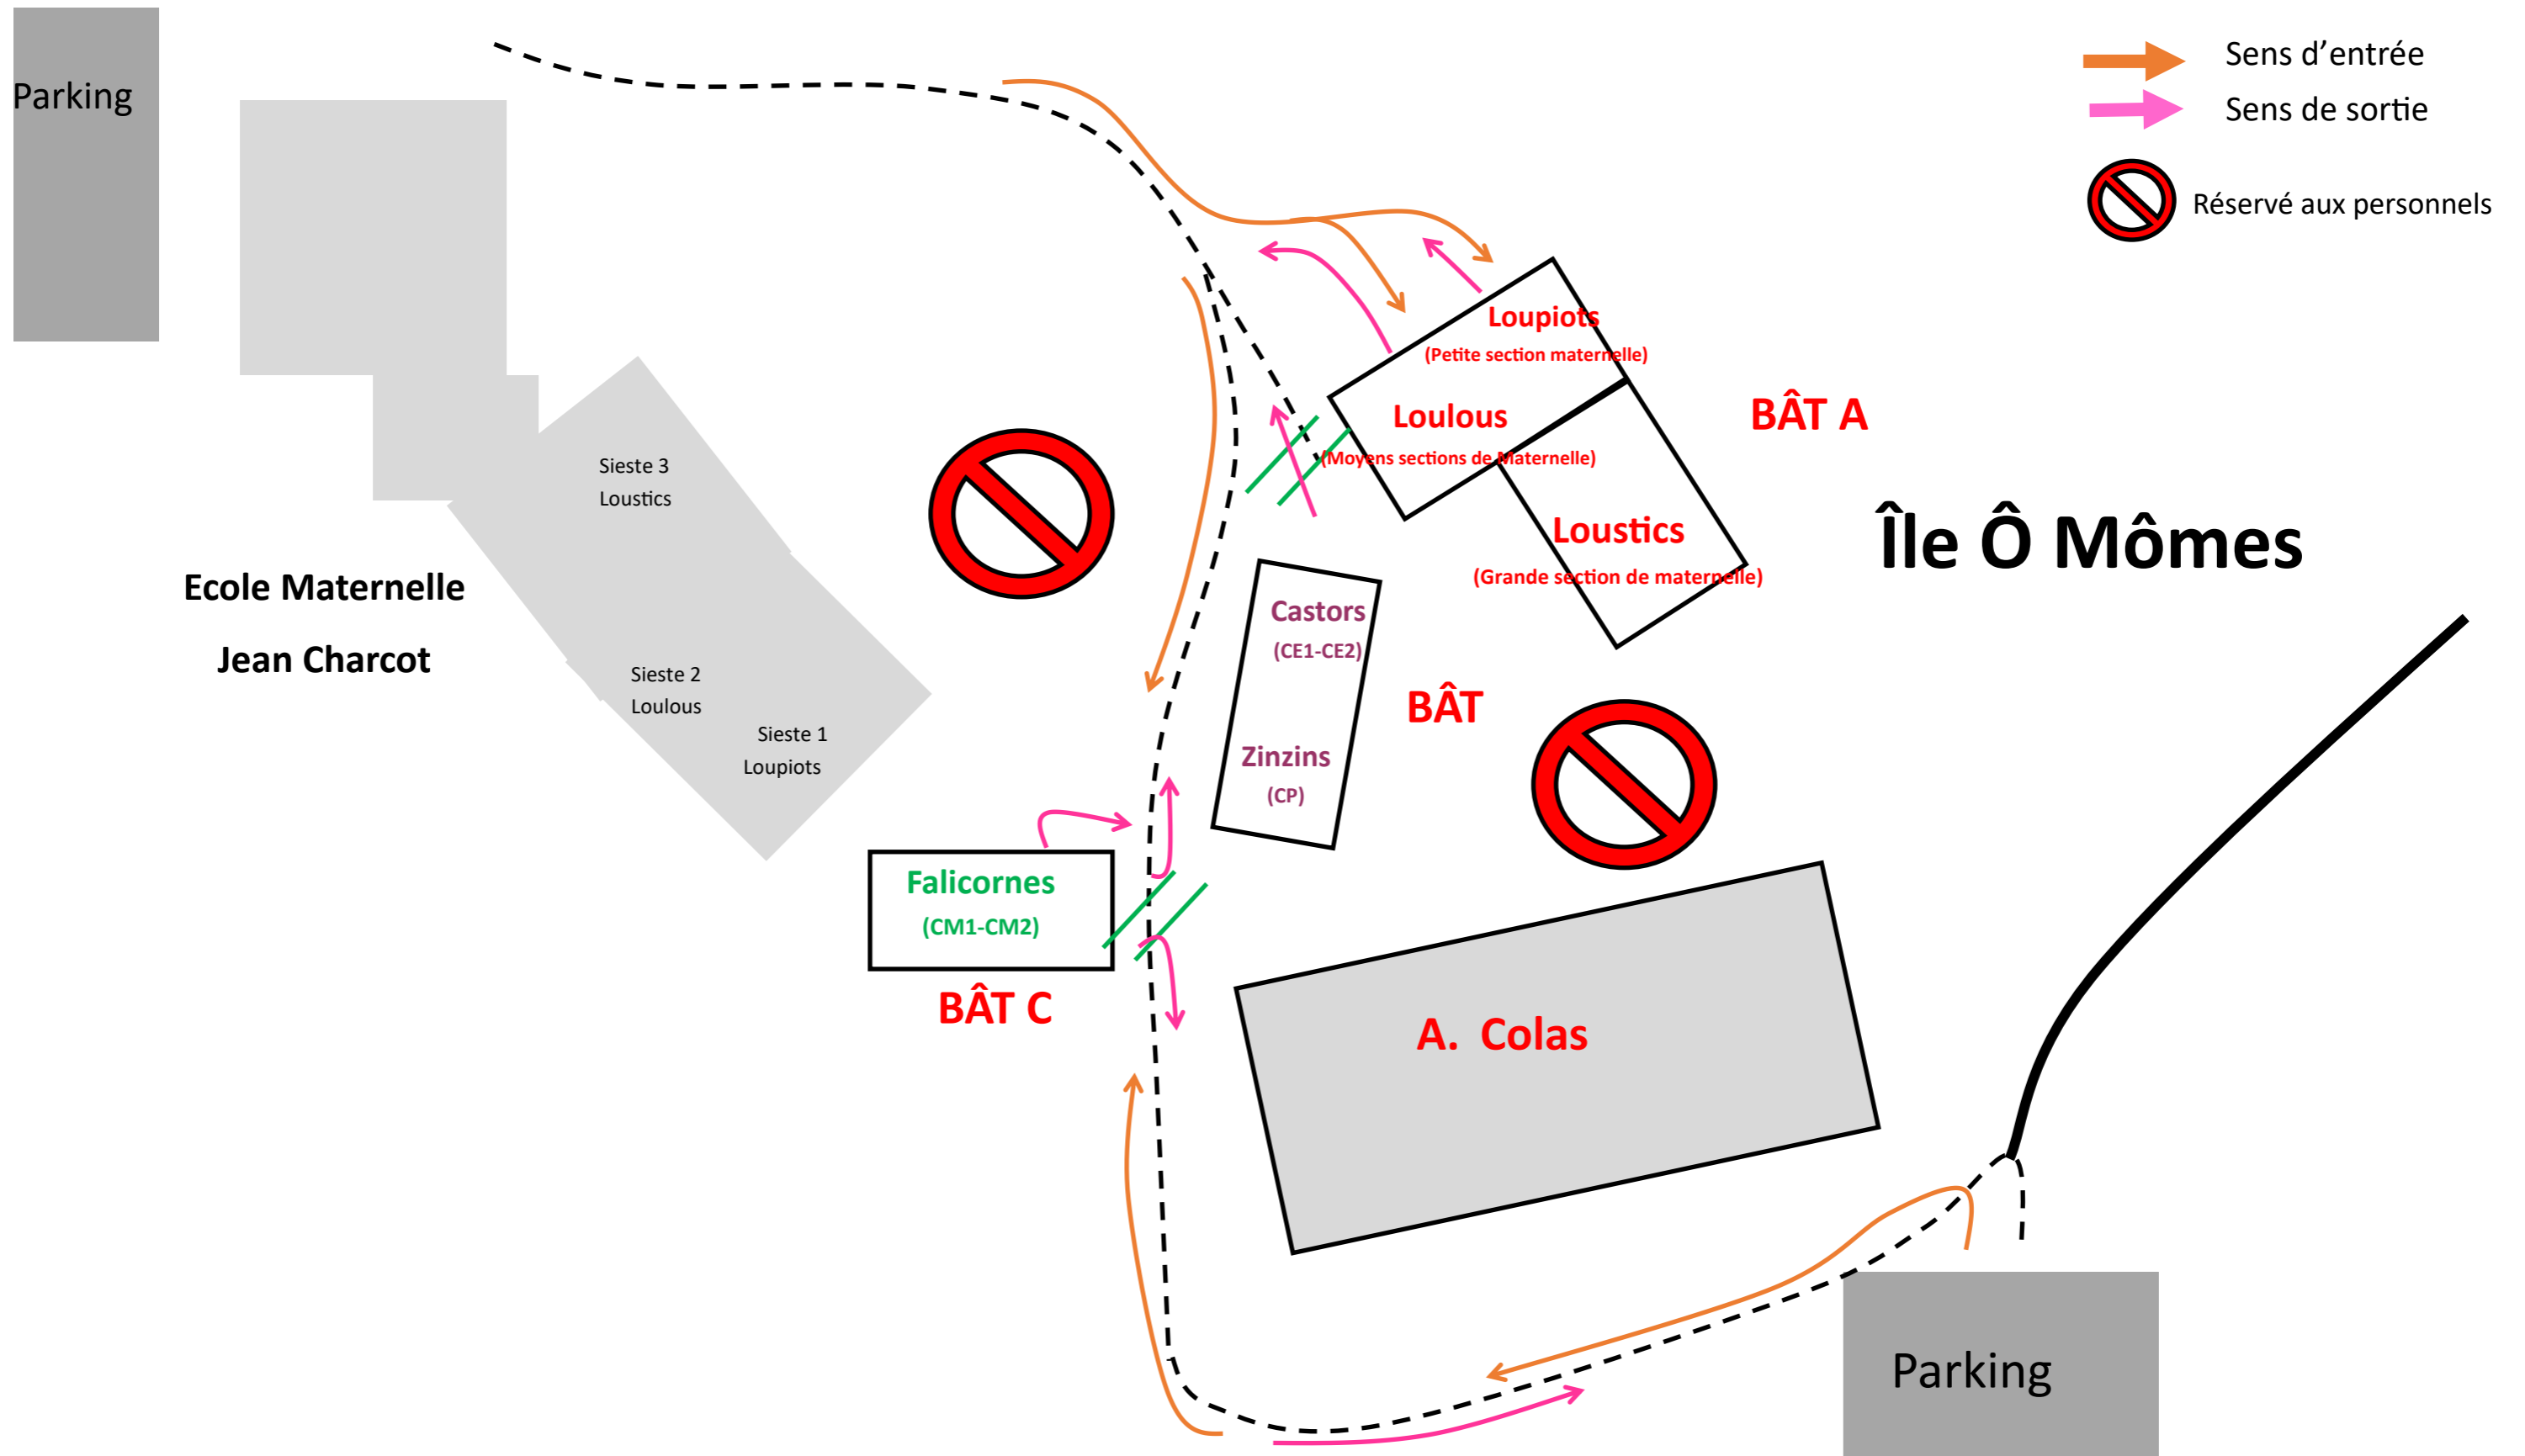 Parking
Sens d'entrée
Sens de sortie
Réservé aux personnels
Loupiots
(Petite section maternelle)
BÂT A
Loulous
(Moyens sections de Maternelle)
Sieste 3
Loustics
Île Ô Mômes
Loustics
(Grande section de maternelle)
Ecole Maternelle
Jean Charcot
Castors
(CE1-CE2)
Sieste 2
Loulous
BÂT
Sieste 1
Loupiots
Zinzins
(CP)
Falicornes
(CM1-CM2)
BÂT C
A. Colas
Parking